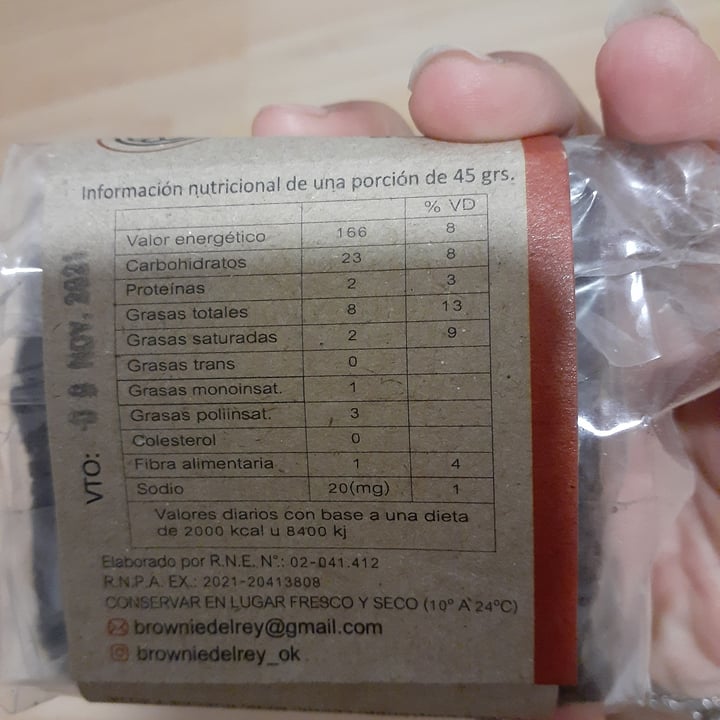 Información nutricional de una porción de 45 grs.
% VD
Valor energético 166 8
Carbohidratos 23 8
Proteínas 2 3
Grasas totales 8 13
Grasas saturadas 2 9
Grasas trans 0
Grasas monoinsat. 1
Grasas poliinsat. 3
Colesterol 0
Fibra alimentaria 1 4
Sodio 20(mg) 1
Valores diarios con base a una dieta
de 2000 kcal u 8400 kj
VTO: NOV. 2021
Elaborado por R.N.E. N°.: 02-041.412
R.N.P.A. EX.: 2021-20413808
CONSERVAR EN LUGAR FRESCO Y SECO (10º A 24ºC)
browniedelrey@gmail.com
browniedelrey_ok